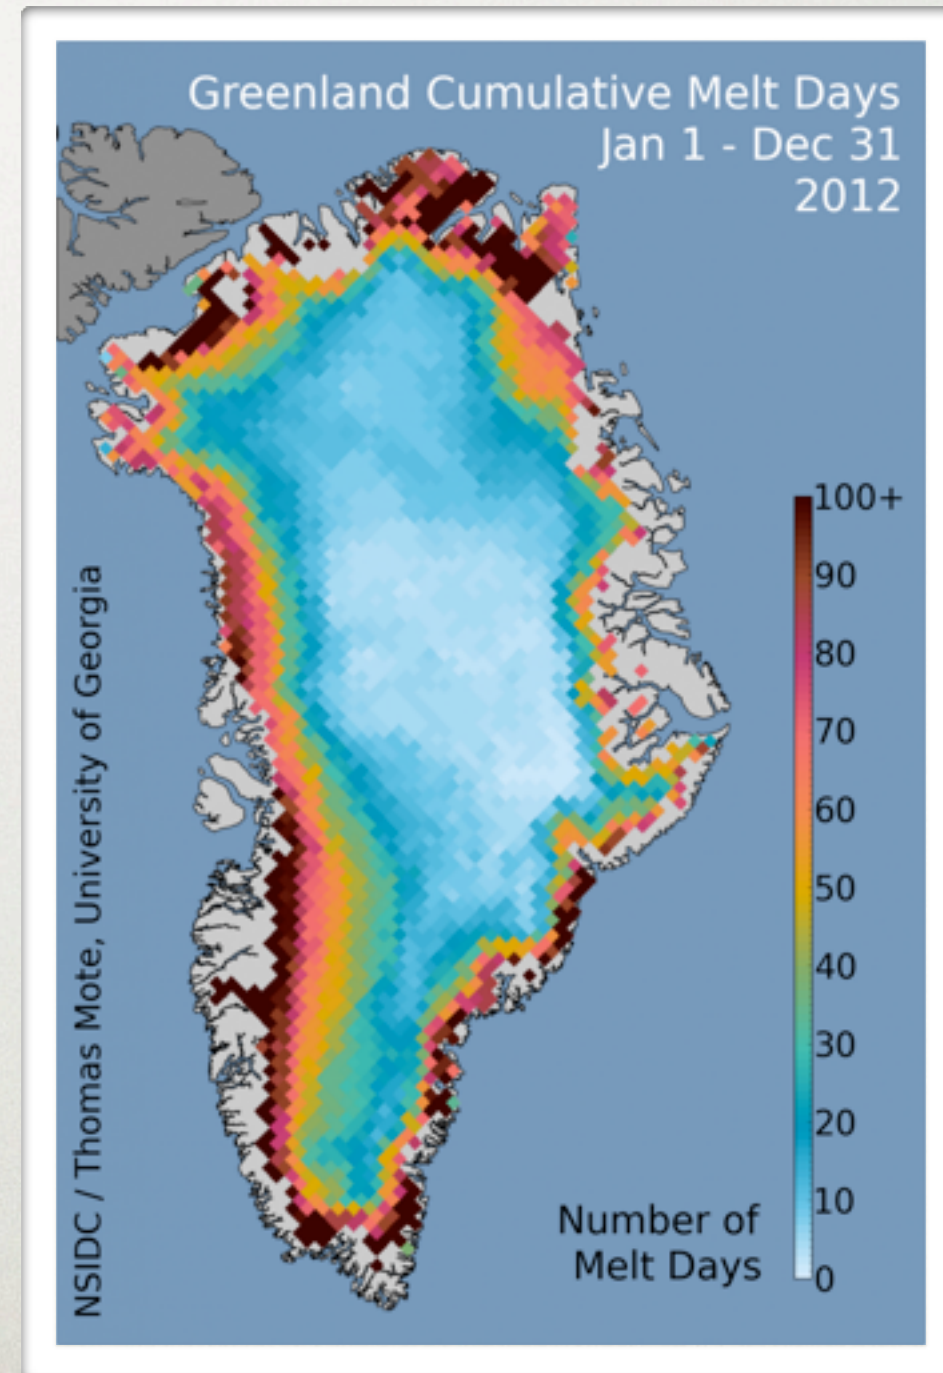 Greenland Cumulative Melt Days
Jan 1 - Dec 31
2012
NSIDC / Thomas Mote, University of Georgia
100+
90
80
70
60
50
40
30
20
10
0
Number of
Melt Days